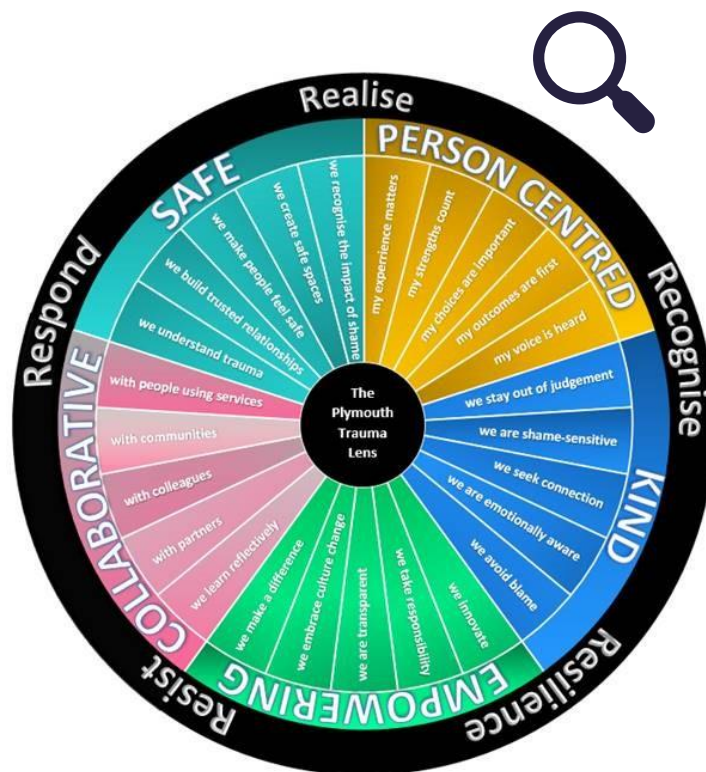 Realise
Recognise
Resilience
Resist
Respond
PERSON CENTRED
my experience matters
my strengths count
my choices are important
my outcomes are first
my voice is heard
KIND
we stay out of judgement
we are shame-sensitive
we seek connection
we are emotionally aware
we avoid blame
EMPOWERING
we innovate
we take responsibility
we are transparent
we embrace culture change
we make a difference
COLLABORATIVE
we learn reflectively
with partners
with colleagues
with communities
with people using services
SAFE
we understand trauma
we build trusted relationships
we make people feel safe
we create safe spaces
we recognise the impact of shame
The
Plymouth
Trauma
Lens